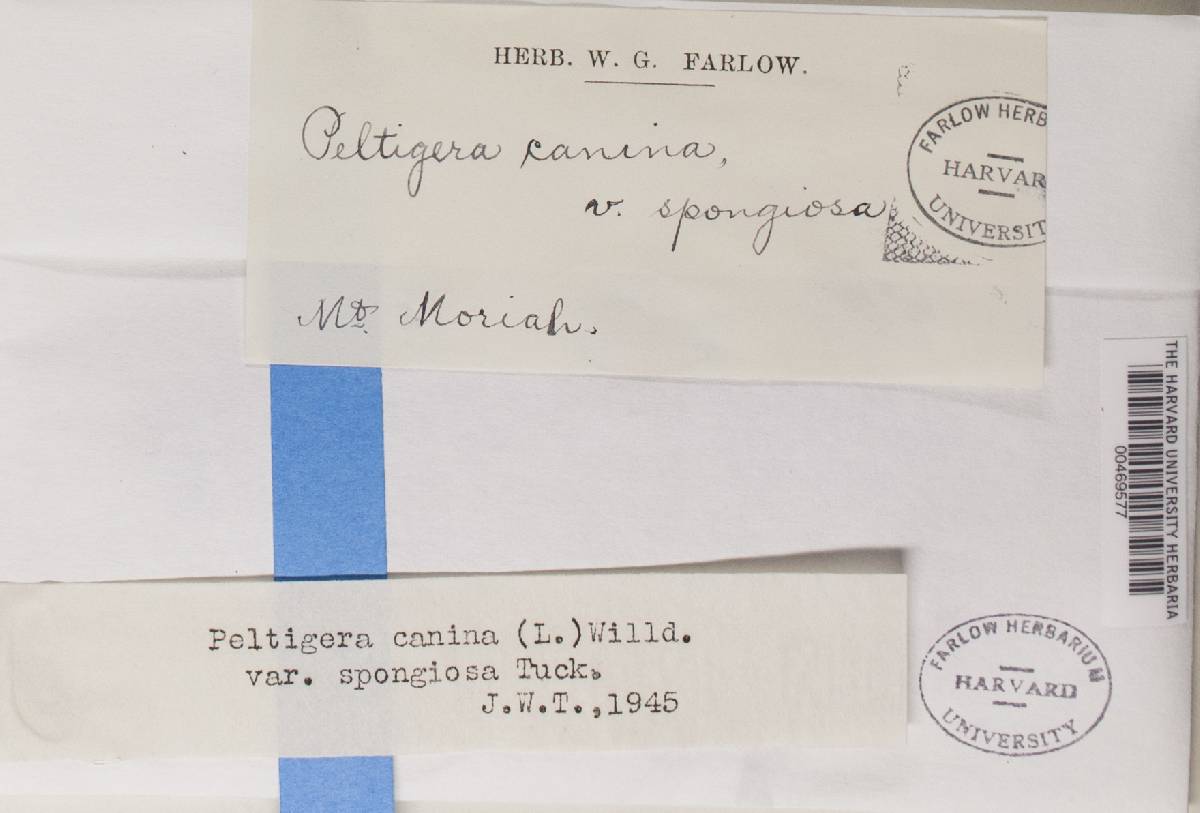 HERB. W. G. FARLOW.
Peltigera canina,
v. spongiosa.
Mt. Moriah.
FARLOW HERB
HARVAR
UNIVERSIT
THE HARVARD UNIVERSITY HERBARIA
00469577
Peltigera canina (L.) Willd.
var. spongiosa Tuck.
J.W.T.,1945
FARLOW HERBARIUM
HARVARD
UNIVERSITY